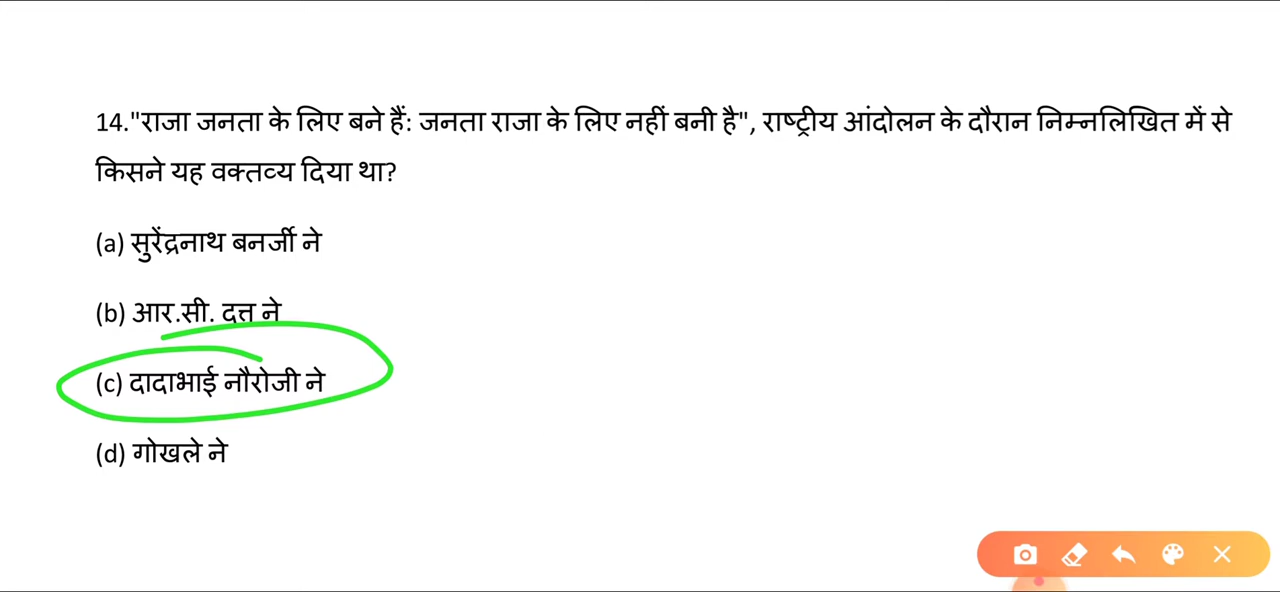 14."राजा जनता के लिए बने हैं: जनता राजा के लिए नहीं बनी है", राष्ट्रीय आंदोलन के दौरान निम्नलिखित में से
किसने यह वक्तव्य दिया था?
(a) सुरेंद्रनाथ बनर्जी ने
(b) आर.सी. दत्त ने
(c) दादाभाई नौरोजी ने
(d) गोखले ने